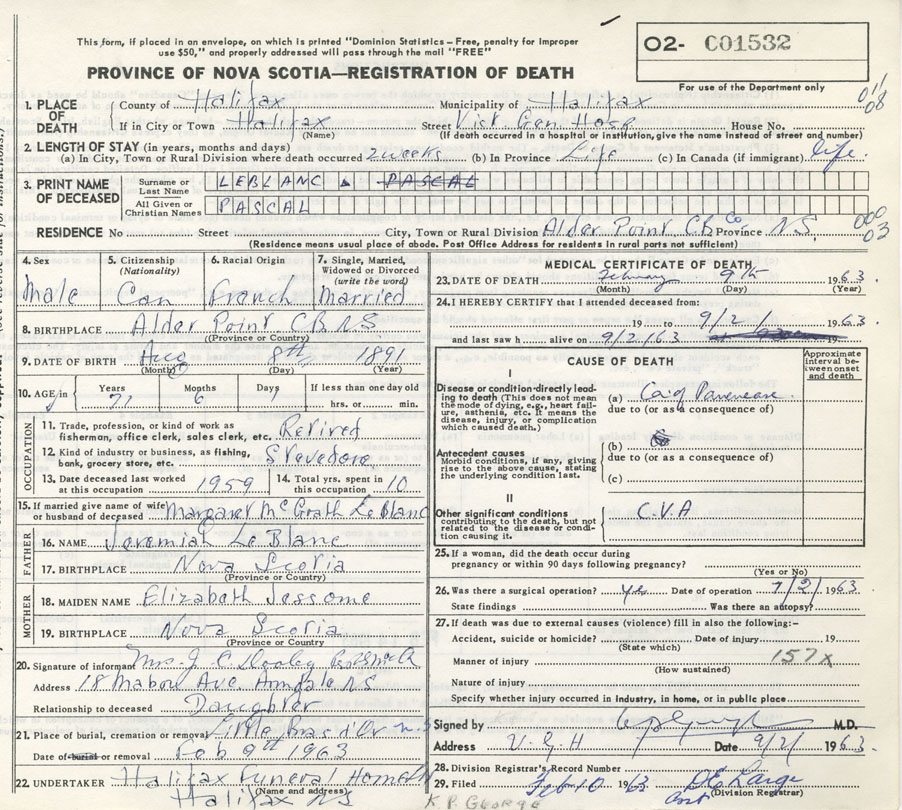 This form, if placed in an envelope, on which is printed "Dominion Statistics – Free, penalty for Improper
use $50," and properly addressed will pass through the mail "FREE"
O2- C01532
PROVINCE OF NOVA SCOTIA—REGISTRATION OF DEATH
For use of the Department only
1. PLACE OF DEATH
County of Halifax Municipality of Halifax
If in City or Town Halifax Street Vict Gen Hosp House No.
(Name) (If death occurred in a hospital or institution, give the name instead of street and number)
2. LENGTH OF STAY (in years, months and days)
(a) In City, Town or Rural Division where death occurred 2 weeks (b) In Province Life (c) In Canada (if immigrant) life.
3. PRINT NAME OF DECEASED
Surname or Last Name LEBLANC PASCAL
All Given or Christian Names PASCAL
RESIDENCE No Street City, Town or Rural Division Alder Point CB Co Province N.S.
(Residence means usual place of abode. Post Office Address for residents in rural parts not sufficient)
000
03
4. Sex
Male
5. Citizenship
(Nationality)
Can
6. Racial Origin
French
7. Single, Married, Widowed or Divorced
(write the word)
Married
8. BIRTHPLACE Alder Point CB NS
(Province or Country)
9. DATE OF BIRTH Aug 8th 1891
(Month) (Day) (Year)
10. AGE in
Years 71
Months 6
Days 1
If less than one day old
hrs. or min.
OCCUPATION
11. Trade, profession, or kind of work as fisherman, office clerk, sales clerk, etc. Retired
12. Kind of industry or business, as fishing, bank, grocery store, etc. Stevedore
13. Date deceased last worked at this occupation 1959
14. Total yrs. spent in this occupation 10
15. If married give name of wife or husband of deceased Margaret McGrath LeBlanc
FATHER
16. NAME Jeremiah LeBlanc
17. BIRTHPLACE Nova Scotia
(Province or Country)
MOTHER
18. MAIDEN NAME Elizabeth Jessome
19. BIRTHPLACE Nova Scotia
(Province or Country)
20. Signature of informant Mrs. J. C.
Address 18 Mabou Ave. Armdale NS
Relationship to deceased Daughter
21. Place of burial, cremation or removal Little Bras d'Or N.S
Date of burial or removal Feb 9th 1963
22. UNDERTAKER Halifax Funeral Home
(Name and address)
Halifax NS
MEDICAL CERTIFICATE OF DEATH
23. DATE OF DEATH February 9th 1963
(Month) (Day) (Year)
24. I HEREBY CERTIFY that I attended deceased from:
19 to 9/2/ 1963
and last saw h alive on 9/2/63 19
CAUSE OF DEATH
Approximate interval between onset and death
I
Disease or condition directly leading to death (This does not mean the mode of dying, e.g., heart failure, asthenia, etc. It means the disease, injury, or complication which caused death.)
(a) Ca of Pancreas
due to (or as a consequence of)
Antecedent causes
Morbid conditions, if any, giving rise to the above cause, stating the underlying condition last.
(b)
due to (or as a consequence of)
(c)
II
Other significant conditions
contributing to the death, but not related to the disease or condition causing it.
C.V.A
25. If a woman, did the death occur during pregnancy or within 90 days following pregnancy?
(Yes or No)
26. Was there a surgical operation? yes Date of operation 7/2/ 1963
State findings Was there an autopsy?
27. If death was due to external causes (violence) fill in also the following:–
Accident, suicide or homicide? Date of injury 19
(State which)
Manner of injury 157x
(How sustained)
Nature of injury
Specify whether injury occurred in industry, in home, or in public place
Signed by M.D.
Address V.G.H Date 9/2/ 1963.
28. Division Registrar's Record Number
29. Filed Feb 10 1963
(Division Registrar)
K. P. George